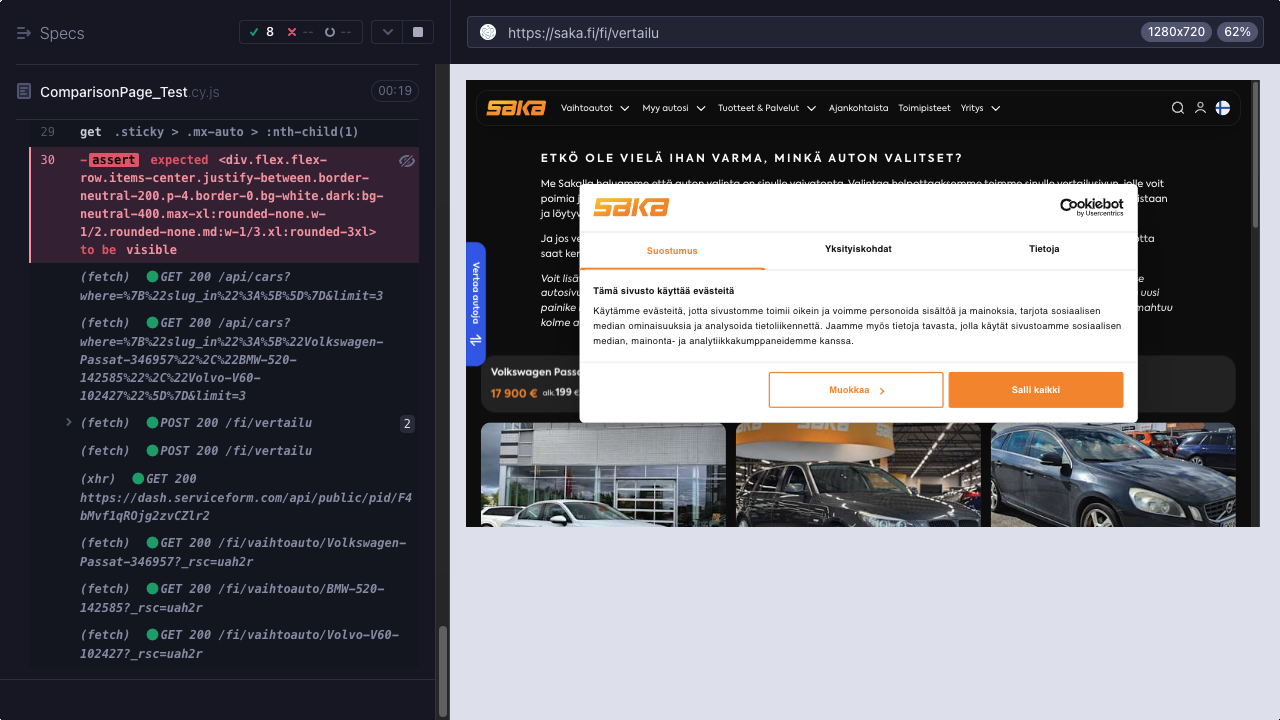 Specs
8
--
--
https://saka.fi/fi/vertailu
1280x720
62%
ComparisonPage_Test.cy.js
00:19
29 get .sticky > .mx-auto > :nth-child(1)
30 -assert expected <div.flex.flex-
row.items-center.justify-between.border-
neutral-200.p-4.border-0.bg-white.dark:bg-
neutral-400.max-xl:rounded-none.w-
1/2.rounded-none.md:w-1/3.xl:rounded-3xl>
to be visible
(fetch) GET 200 /api/cars?
where=%7B%22slug_in%22%3A%5B%5D%7D&limit=3
(fetch) GET 200 /api/cars?
where=%7B%22slug_in%22%3A%5B%22Volkswagen-
Passat-346957%22%2C%22BMW-520-
142585%22%2C%22Volvo-V60-
102427%22%5D%7D&limit=3
(fetch) POST 200 /fi/vertailu 2
(fetch) POST 200 /fi/vertailu
(xhr) GET 200
https://dash.serviceform.com/api/public/pid/F4
bMvf1qROjg2zvCZlr2
(fetch) GET 200 /fi/vaihtoauto/Volkswagen-
Passat-346957?_rsc=uah2r
(fetch) GET 200 /fi/vaihtoauto/BMW-520-
142585?_rsc=uah2r
(fetch) GET 200 /fi/vaihtoauto/Volvo-V60-
102427?_rsc=uah2r
saka
Vaihtoautot
Myy autosi
Tuotteet & Palvelut
Ajankohtaista
Toimipisteet
Yritys
ETKÖ OLE VIELÄ IHAN VARMA, MINKÄ AUTON VALITSET?
Me Sakalla haluamme että auton valinta on sinulle vaivatonta. Valintaa helpottaaksemme teimme sinulle vertailusivun, jolle voit
poimia
ja löytyv
Ja jos ve
saat ker
Voit lisä
autosivu
uusi
painike
mahtuu
kolme a
Vertaa autoja
Volkswagen Passa
17 900 € alk.199 €
saka
Cookiebot
by Usercentrics
Suostumus
Yksityiskohdat
Tietoja
Tämä sivusto käyttää evästeitä
Käytämme evästeitä, jotta sivustomme toimii oikein ja voimme personoida sisältöä ja mainoksia, tarjota sosiaalisen
median ominaisuuksia ja analysoida tietoliikennettä. Jaamme myös tietoja tavasta, jolla käytät sivustoamme sosiaalisen
median, mainonta- ja analytiikkakumppaneidemme kanssa.
Muokkaa
Salli kaikki